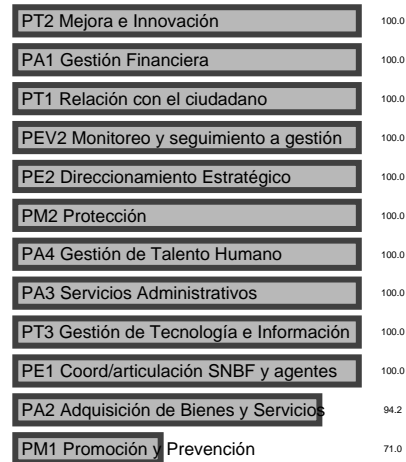 PT2 Mejora e Innovación 100.0
PA1 Gestión Financiera 100.0
PT1 Relación con el ciudadano 100.0
PEV2 Monitoreo y seguimiento a gestión 100.0
PE2 Direccionamiento Estratégico 100.0
PM2 Protección 100.0
PA4 Gestión de Talento Humano 100.0
PA3 Servicios Administrativos 100.0
PT3 Gestión de Tecnología e Información 100.0
PE1 Coord/articulación SNBF y agentes 100.0
PA2 Adquisición de Bienes y Servicios 94.2
PM1 Promoción y Prevención 71.0